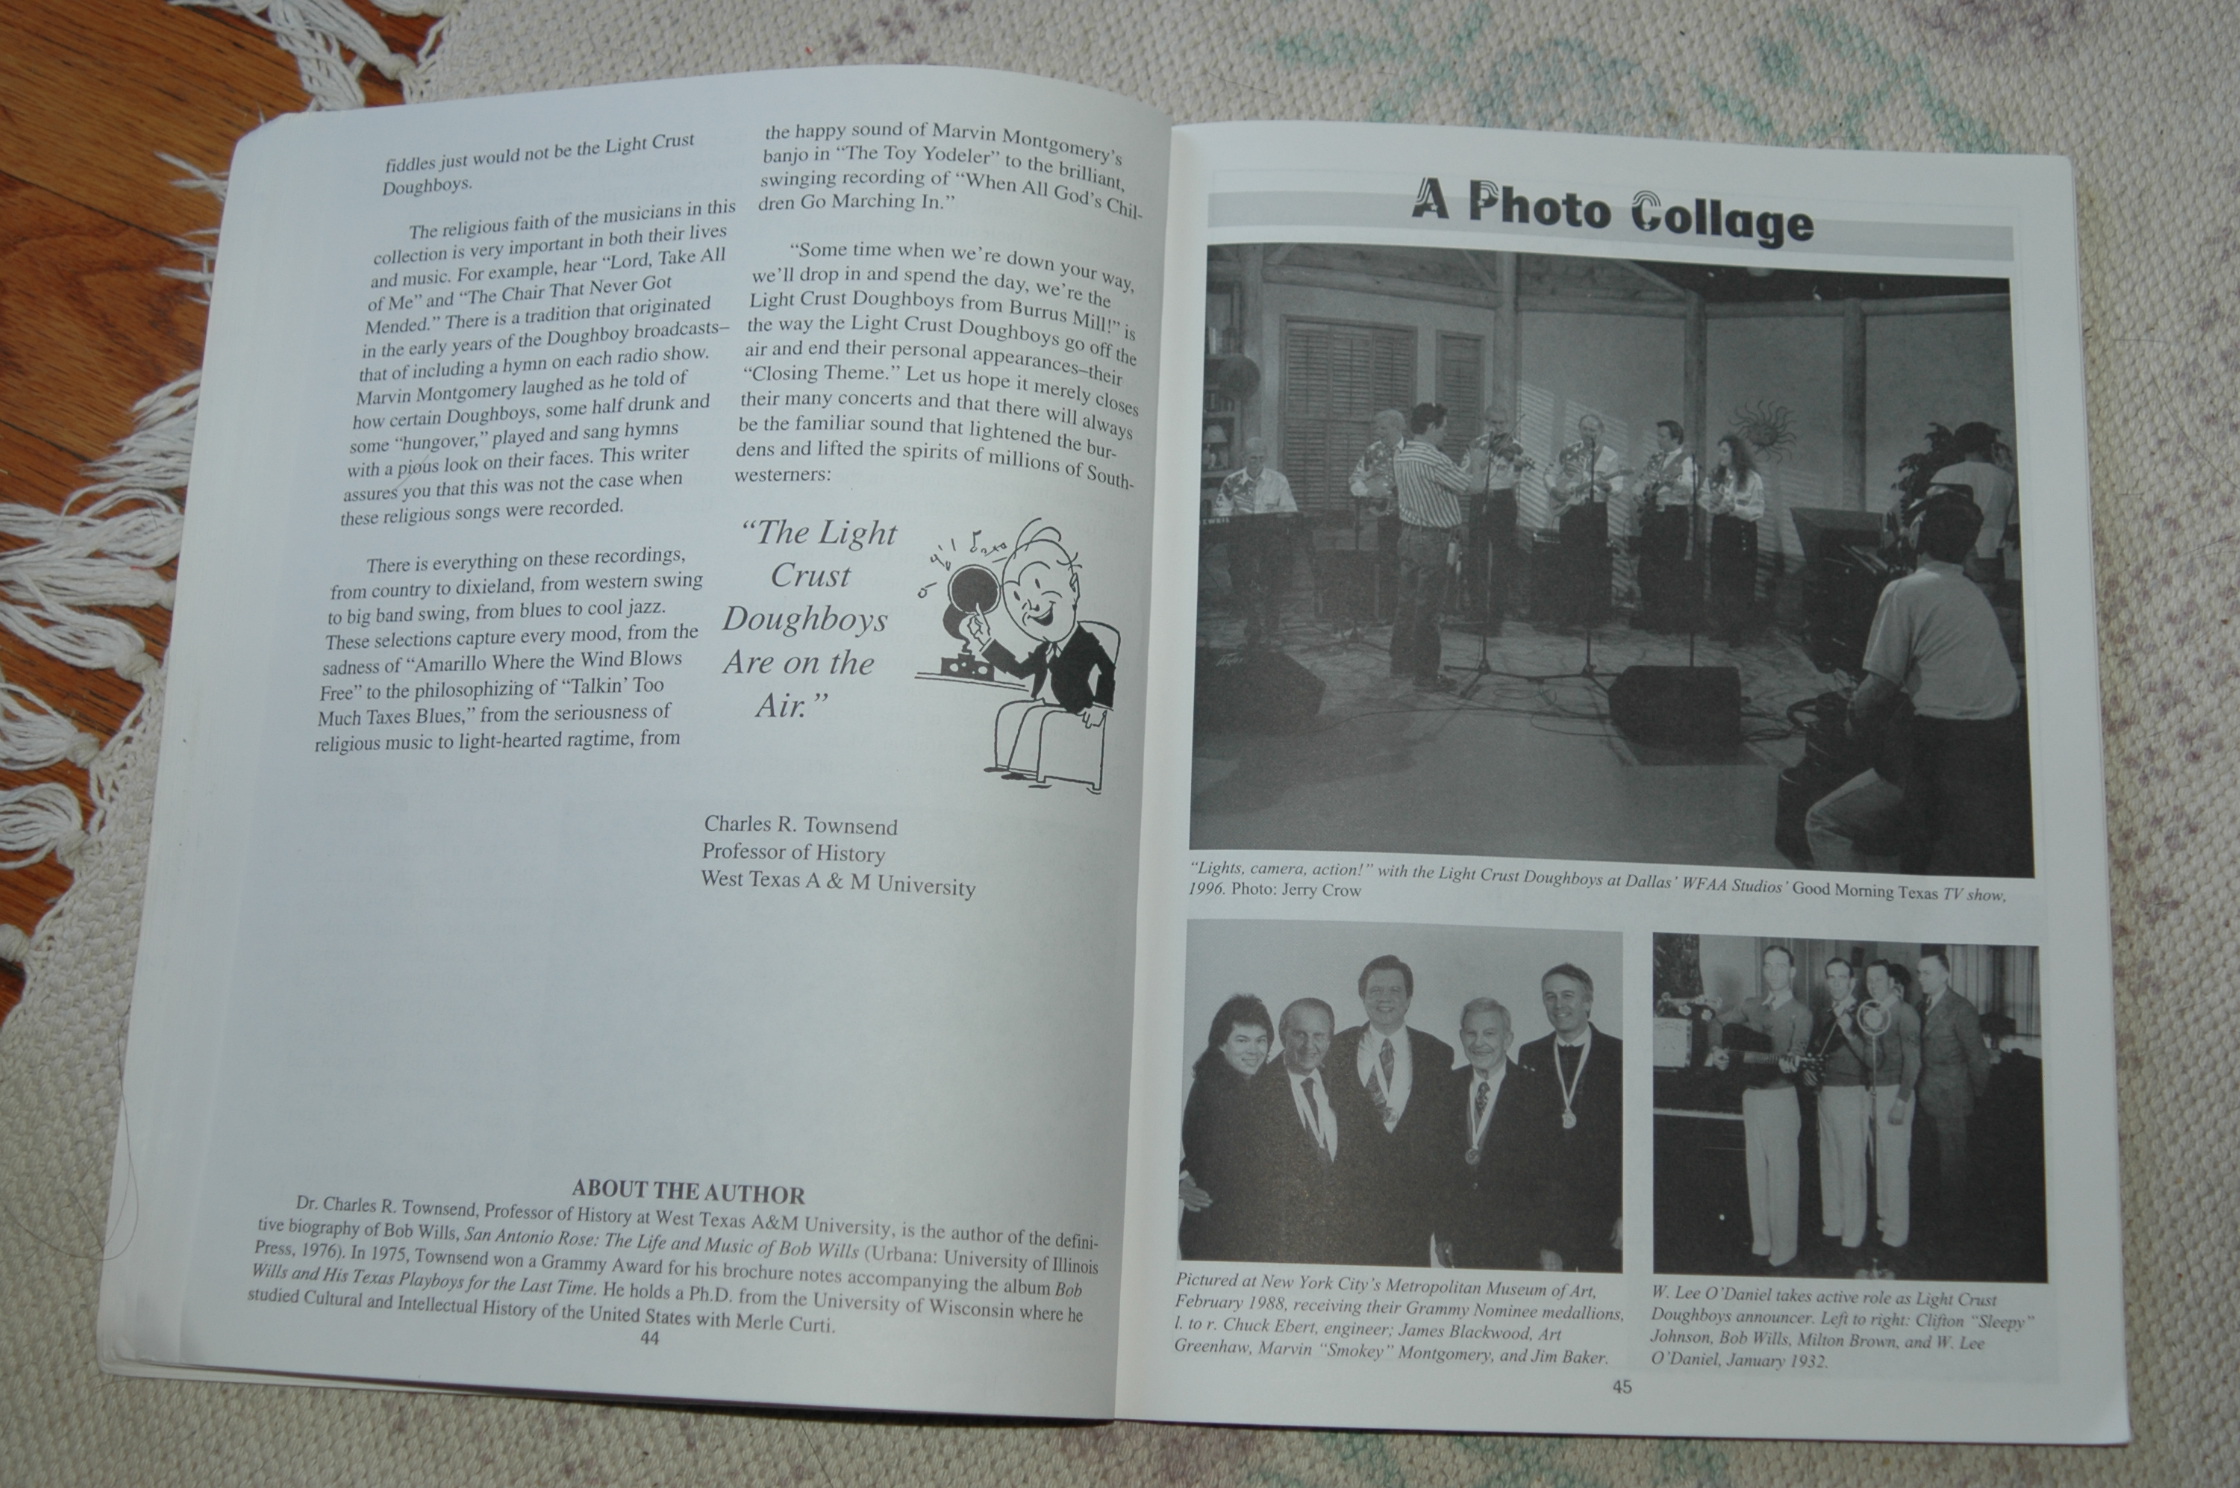 fiddles just would not be the Light Crust
Doughboys.
The religious faith of the musicians in this
collection is very important in both their lives
and music. For example, hear “Lord, Take All
of Me” and “The Chair That Never Got
Mended.” There is a tradition that originated
in the early years of the Doughboy broadcasts–
that of including a hymn on each radio show.
Marvin Montgomery laughed as he told of
how certain Doughboys, some half drunk and
some “hungover,” played and sang hymns
with a pious look on their faces. This writer
assures you that this was not the case when
these religious songs were recorded.
There is everything on these recordings,
from country to dixieland, from western swing
to big band swing, from blues to cool jazz.
These selections capture every mood, from the
sadness of “Amarillo Where the Wind Blows
Free” to the philosophizing of “Talkin’ Too
Much Taxes Blues,” from the seriousness of
religious music to light-hearted ragtime, from
the happy sound of Marvin Montgomery’s
banjo in “The Toy Yodeler” to the brilliant,
swinging recording of “When All God’s Chil-
dren Go Marching In.”
“Some time when we’re down your way,
we’ll drop in and spend the day, we’re the
Light Crust Doughboys from Burrus Mill!” is
the way the Light Crust Doughboys go off the
air and end their personal appearances–their
“Closing Theme.” Let us hope it merely closes
their many concerts and that there will always
be the familiar sound that lightened the bur-
dens and lifted the spirits of millions of South-
westerners:
“The Light
Crust
Doughboys
Are on the
Air.”
Charles R. Townsend
Professor of History
West Texas A & M University
ABOUT THE AUTHOR
Dr. Charles R. Townsend, Professor of History at West Texas A&M University, is the author of the defini-
tive biography of Bob Wills, San Antonio Rose: The Life and Music of Bob Wills (Urbana: University of Illinois
Press, 1976). In 1975, Townsend won a Grammy Award for his brochure notes accompanying the album Bob
Wills and His Texas Playboys for the Last Time. He holds a Ph.D. from the University of Wisconsin where he
studied Cultural and Intellectual History of the United States with Merle Curti.
44
A Photo Collage
“Lights, camera, action!” with the Light Crust Doughboys at Dallas’ WFAA Studios’ Good Morning Texas TV show,
1996. Photo: Jerry Crow
Pictured at New York City’s Metropolitan Museum of Art,
February 1988, receiving their Grammy Nominee medallions,
l. to r. Chuck Ebert, engineer; James Blackwood, Art
Greenhaw, Marvin “Smokey” Montgomery, and Jim Baker.
W. Lee O’Daniel takes active role as Light Crust
Doughboys announcer. Left to right: Clifton “Sleepy”
Johnson, Bob Wills, Milton Brown, and W. Lee
O’Daniel, January 1932.
45